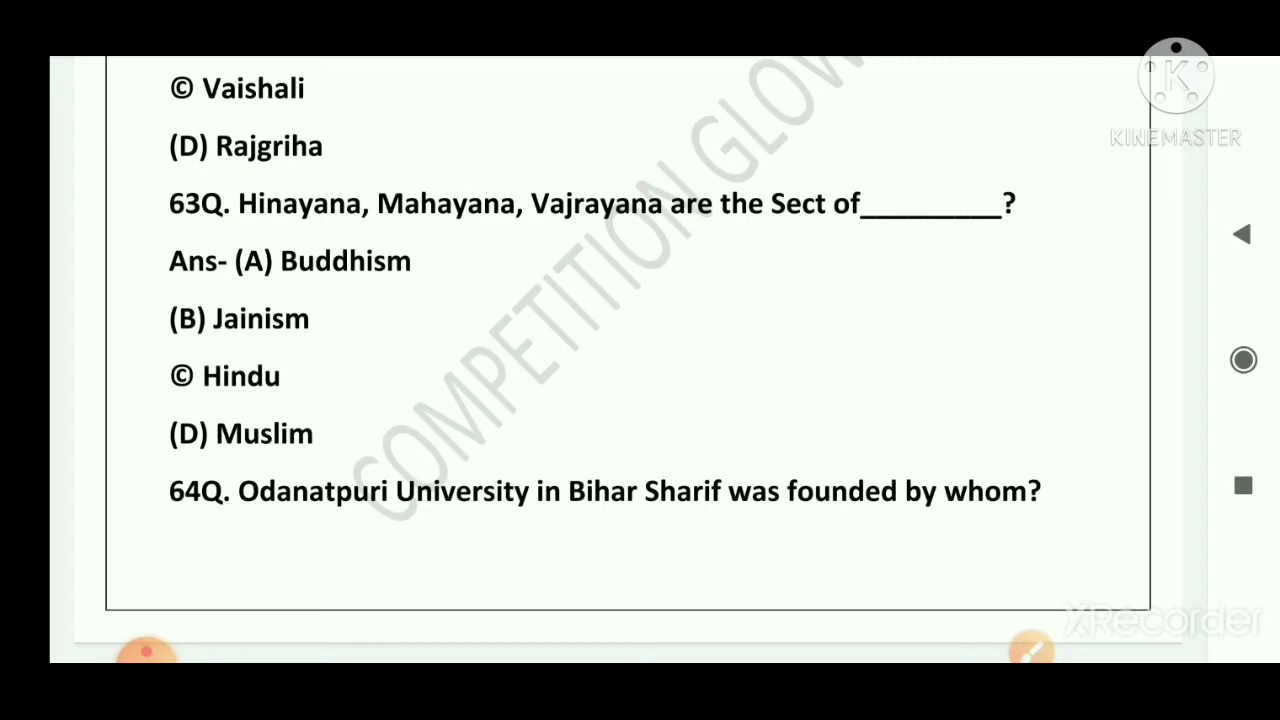 © Vaishali
KINEMASTER
(D) Rajgriha
63Q. Hinayana, Mahayana, Vajrayana are the Sect of_________?
Ans- (A) Buddhism
(B) Jainism
© Hindu
(D) Muslim
64Q. Odanatpuri University in Bihar Sharif was founded by whom?
COMPETITION GLOW
XRecorder